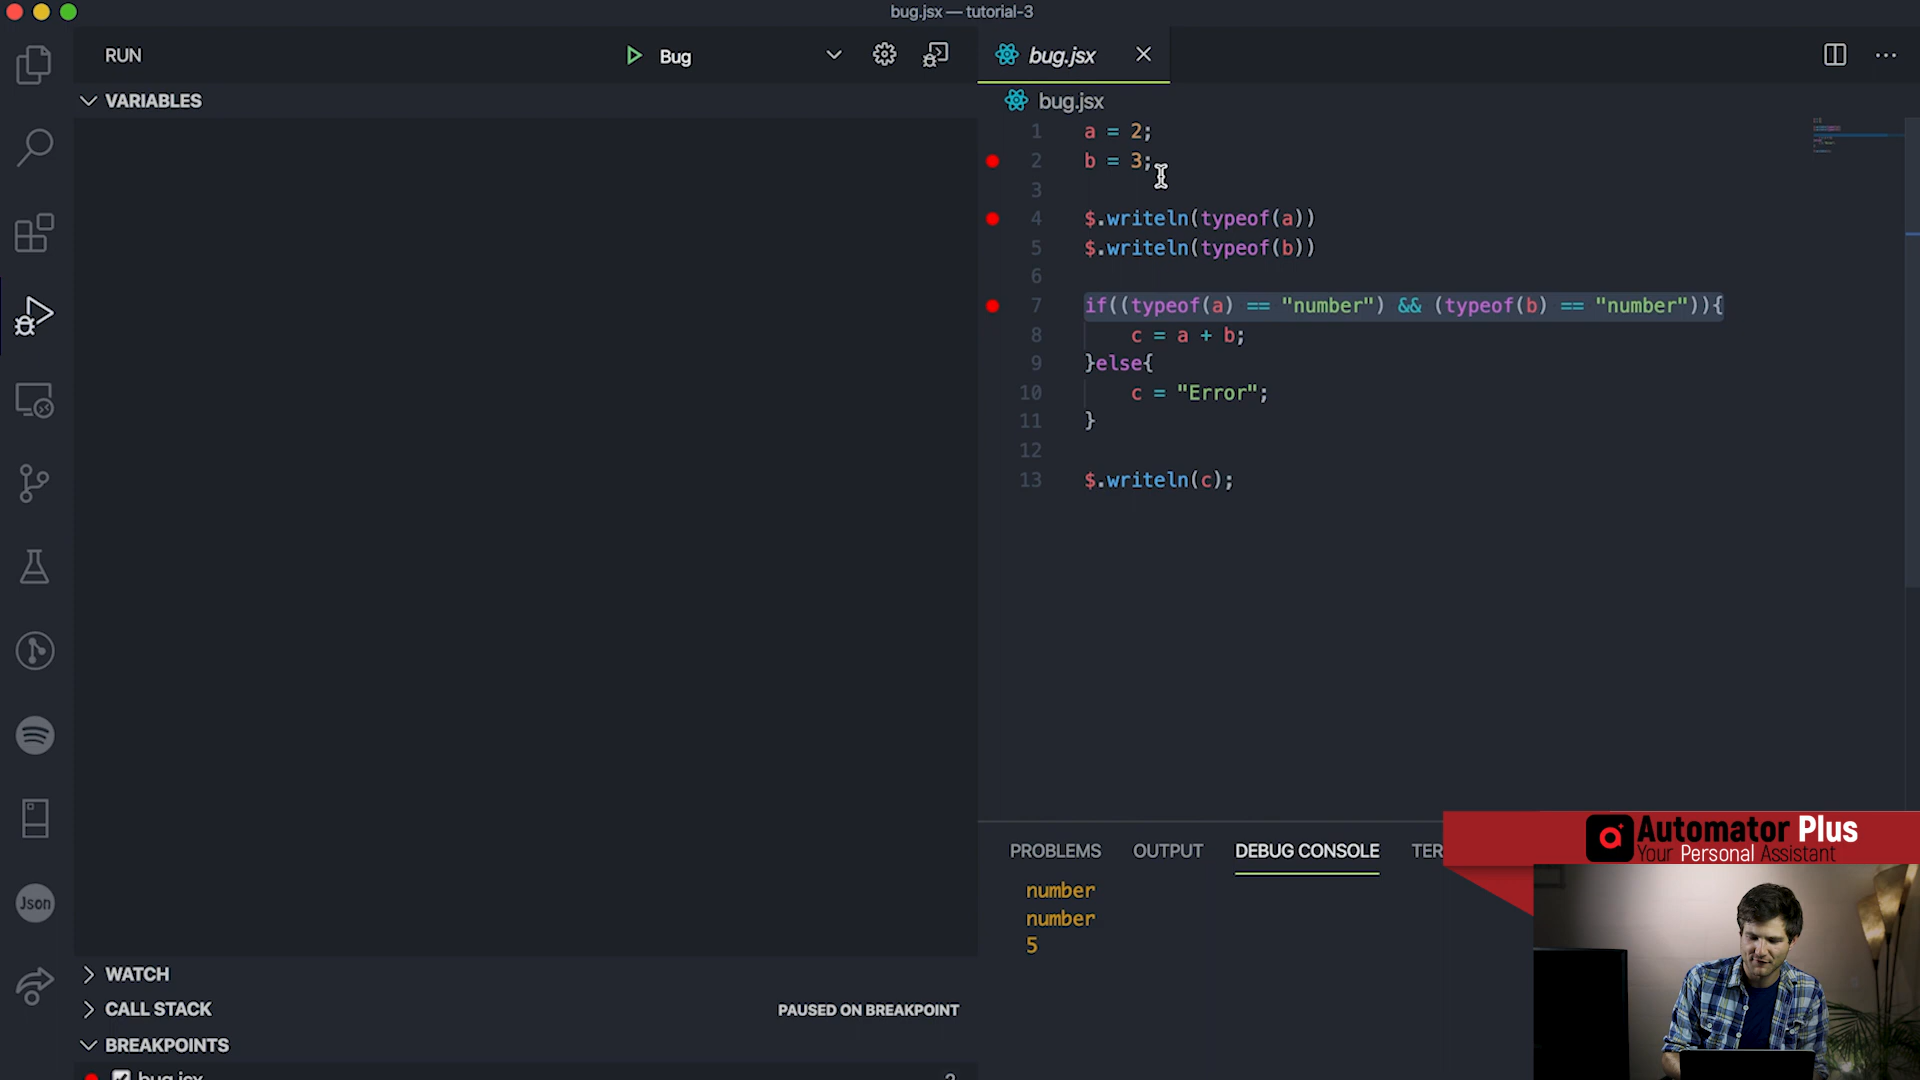 bug.jsx — tutorial-3
RUN
Bug
VARIABLES
bug.jsx
bug.jsx
1 a = 2;
2 b = 3;
3
4 $.writeln(typeof(a))
5 $.writeln(typeof(b))
6
7 if((typeof(a) == "number") && (typeof(b) == "number")){
8 c = a + b;
9 }else{
10 c = "Error";
11 }
12
13 $.writeln(c);
PROBLEMS OUTPUT DEBUG CONSOLE TER
number
number
5
Automator Plus
Your Personal Assistant
Json
WATCH
CALL STACK PAUSED ON BREAKPOINT
BREAKPOINTS
bug.jsx